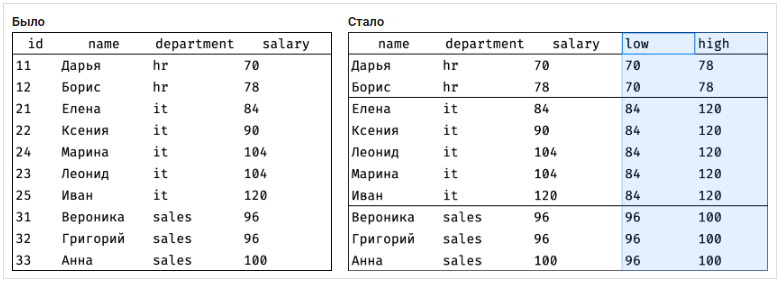 Было
id name department salary
11 Дарья hr 70
12 Борис hr 78
21 Елена it 84
22 Ксения it 90
24 Марина it 104
23 Леонид it 104
25 Иван it 120
31 Вероника sales 96
32 Григорий sales 96
33 Анна sales 100
Стало
name department salary low high
Дарья hr 70 70 78
Борис hr 78 70 78
Елена it 84 84 120
Ксения it 90 84 120
Леонид it 104 84 120
Марина it 104 84 120
Иван it 120 84 120
Вероника sales 96 96 100
Григорий sales 96 96 100
Анна sales 100 96 100